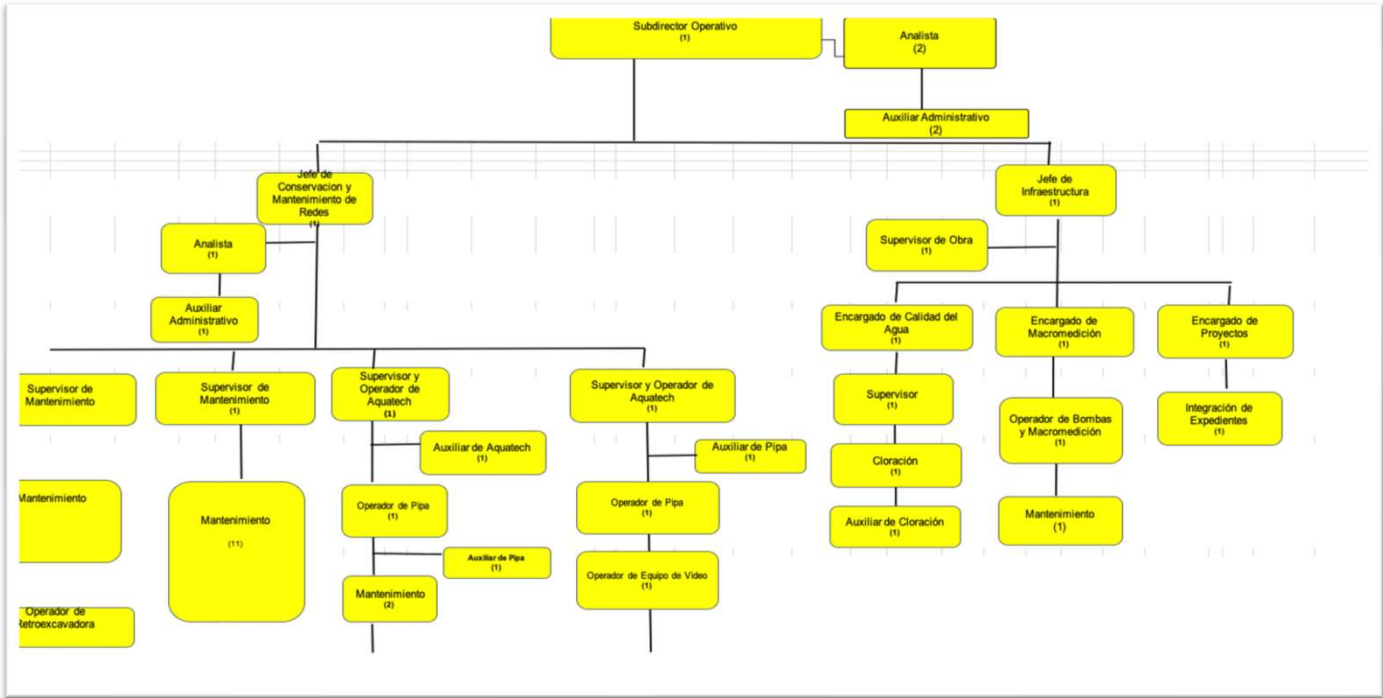 Subdirector Operativo
(1)
Analista
(2)
Auxiliar Administrativo
(2)
Jefe de
Conservacion y
Mantenimiento de
Redes
(1)
Analista
(1)
Auxiliar
Administrativo
(1)
Jefe de
Infraestructura
(1)
Supervisor de Obra
(1)
Supervisor de
Mantenimiento
Mantenimiento
Operador de
Retroexcavadora
Supervisor de
Mantenimiento
(1)
Mantenimiento
(11)
Supervisor y
Operador de
Aquatech
(1)
Auxiliar de Aquatech
(1)
Operador de Pipa
(1)
Auxiliar de Pipa
(1)
Mantenimiento
(2)
Supervisor y Operador de
Aquatech
(1)
Auxiliar de Pipa
(1)
Operador de Pipa
(1)
Operador de Equipo de Video
(1)
Encargado de Calidad del
Agua
(1)
Supervisor
(1)
Cloración
(1)
Auxiliar de Cloración
(1)
Encargado de
Macromedición
(1)
Operador de Bombas
y Macromedición
(1)
Mantenimiento
(1)
Encargado de
Proyectos
(1)
Integración de
Expedientes
(1)